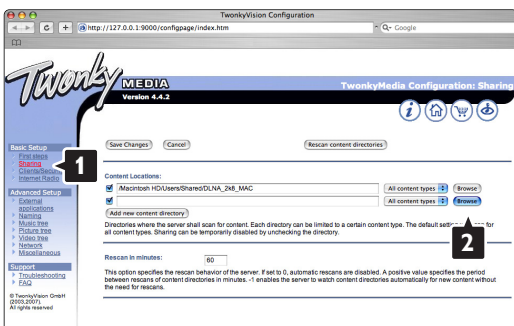 TwonkyVision Configuration
http://127.0.0.1:9000/configpage/index.htm
Google
Twonky
MEDIA
Version 4.4.2
TwonkyMedia Configuration: Sharing
Save Changes
Cancel
Rescan content directories
Basic Setup
First steps
Sharing
Clients/Security
Internet Radio
1
Advanced Setup
External applications
Naming
Music tree
Picture tree
Video tree
Network
Miscellaneous
Support
Troubleshooting
FAQ
© TwonkyVision GmbH
(2003,2007).
All rights reserved
Content Locations:
/Macintosh HD/Users/Shared/DLNA_2k8_MAC
All content types
Browse
All content types
Browse
2
Add new content directory
Directories where the server shall scan for content. Each directory can be limited to a certain content type. The default setting for
all content types. Sharing can be temporarily disabled by unchecking the directory.
Rescan in minutes:
60
This option specifies the rescan behavior of the server. If set to 0, automatic rescans are disabled. A positive value specifies the period
between rescans of content directories in minutes. -1 enables the server to watch content directories automatically for new content without
the need for rescans.